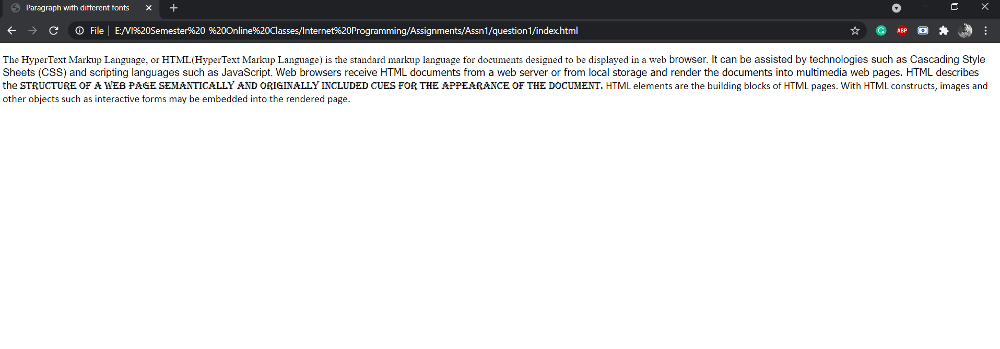 Paragraph with different fonts
File | E:/VI%20Semester%20-%20Online%20Classes/Internet%20Programming/Assignments/Assn1/question1/index.html
ABP
The HyperText Markup Language, or HTML(HyperText Markup Language) is the standard markup language for documents designed to be displayed in a web browser. It can be assisted by technologies such as Cascading Style
Sheets (CSS) and scripting languages such as JavaScript. Web browsers receive HTML documents from a web server or from local storage and render the documents into multimedia web pages. HTML describes
the STRUCTURE OF A WEB PAGE SEMANTICALLY AND ORIGINALLY INCLUDED CUES FOR THE APPEARANCE OF THE DOCUMENT. HTML elements are the building blocks of HTML pages. With HTML constructs, images and
other objects such as interactive forms may be embedded into the rendered page.